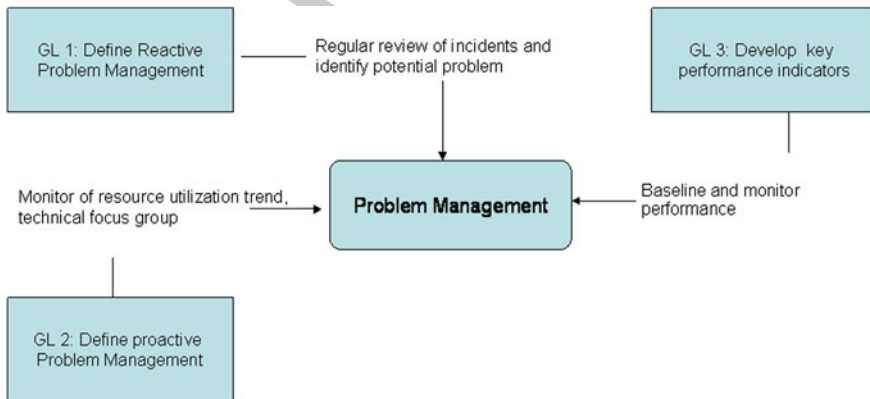 GL 1: Define Reactive
Problem Management
Regular review of incidents and
identify potential problem
GL 3: Develop key
performance indicators
Monitor of resource utilization trend,
technical focus group
Problem Management
Baseline and monitor
performance
GL 2: Define proactive
Problem Management